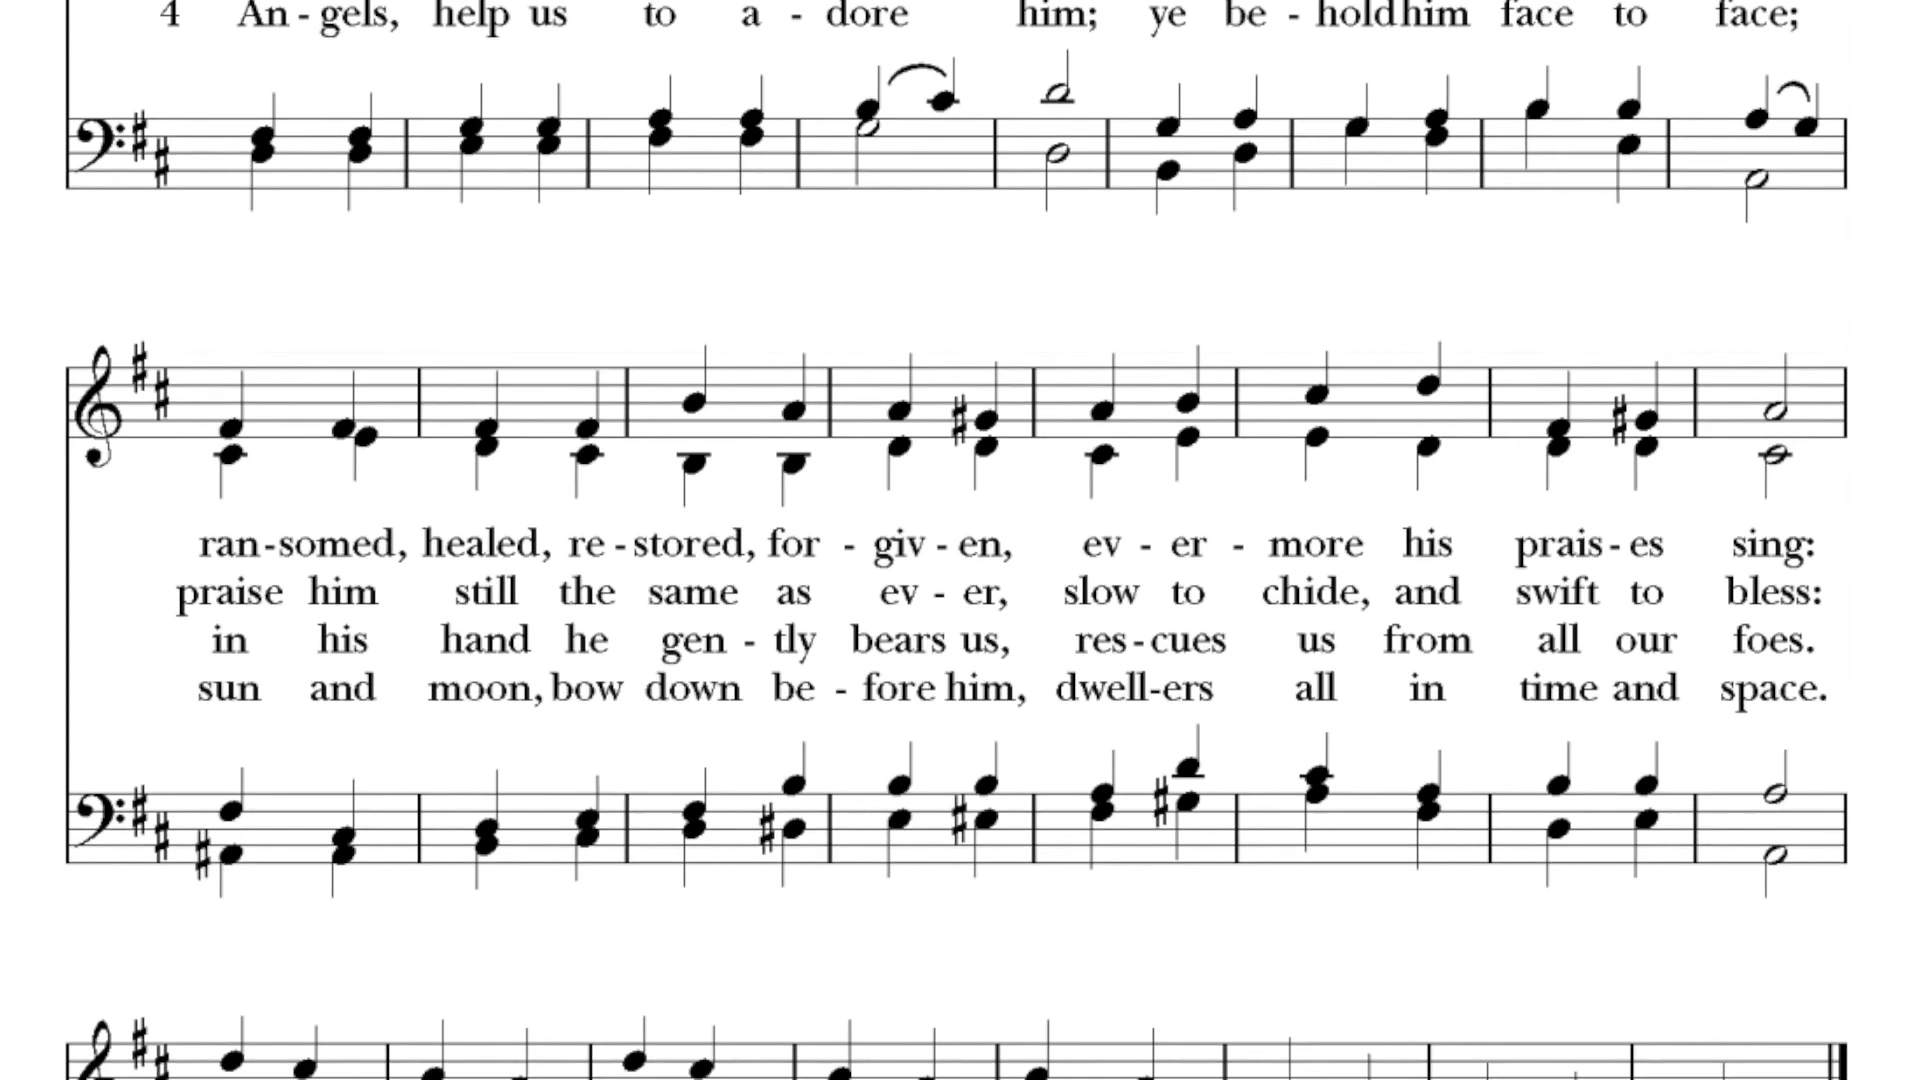 4 An - gels, help us to a - dore him; ye be - hold him face to face;
ran - somed, healed, re - stored, for - giv - en, ev - er - more his prais - es sing:
praise him still the same as ev - er, slow to chide, and swift to bless:
in his hand he gen - tly bears us, res - cues us from all our foes.
sun and moon, bow down be - fore him, dwell - ers all in time and space.